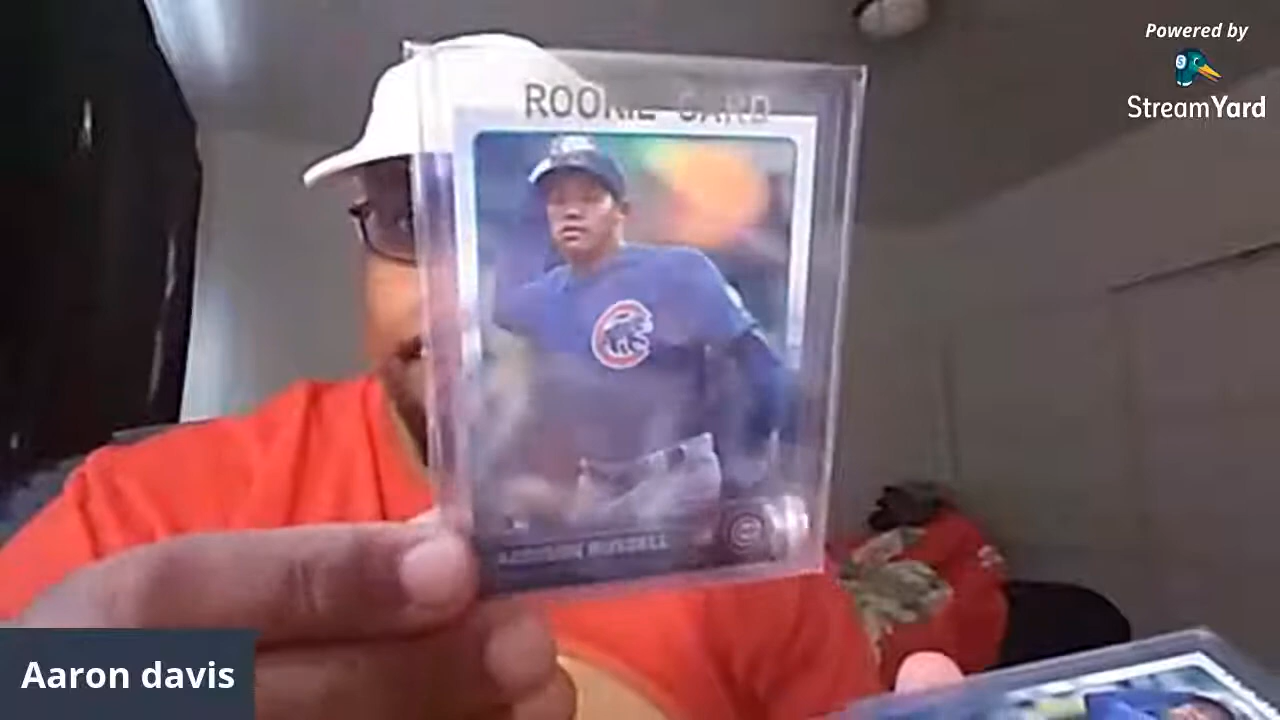 Powered by
StreamYard
ROOKIE CARD
ADDISON RUSSELL
Aaron davis